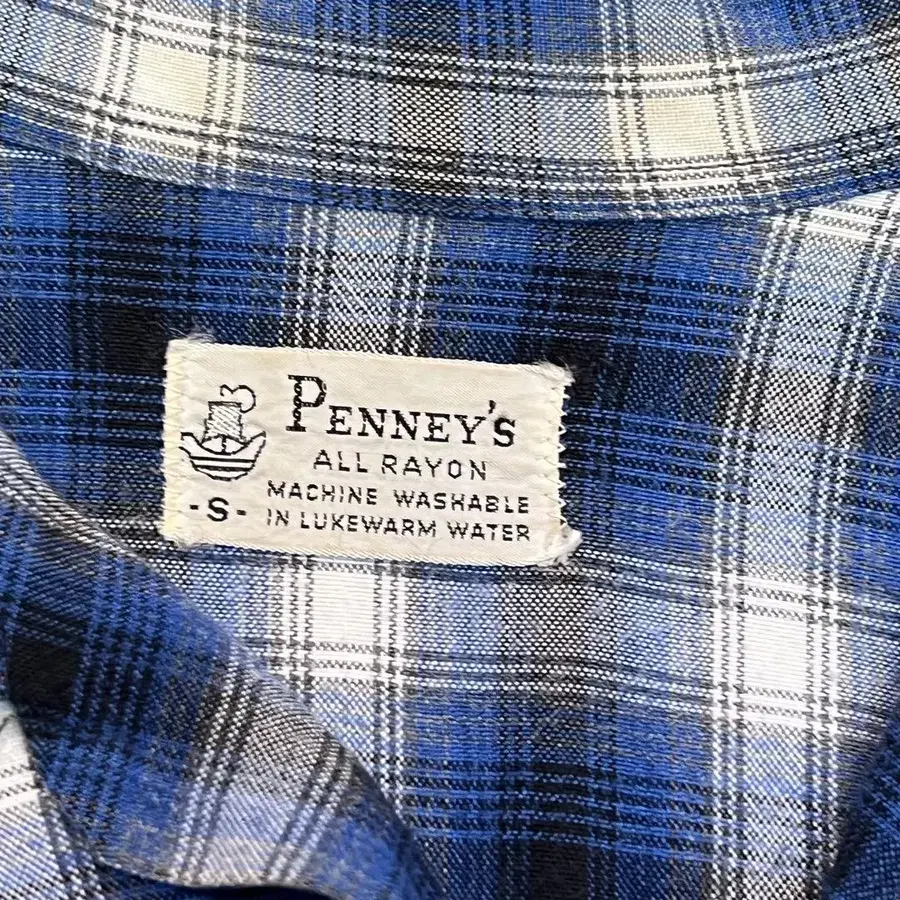 PENNEY'S
ALL RAYON
MACHINE WASHABLE
-S- IN LUKEWARM WATER